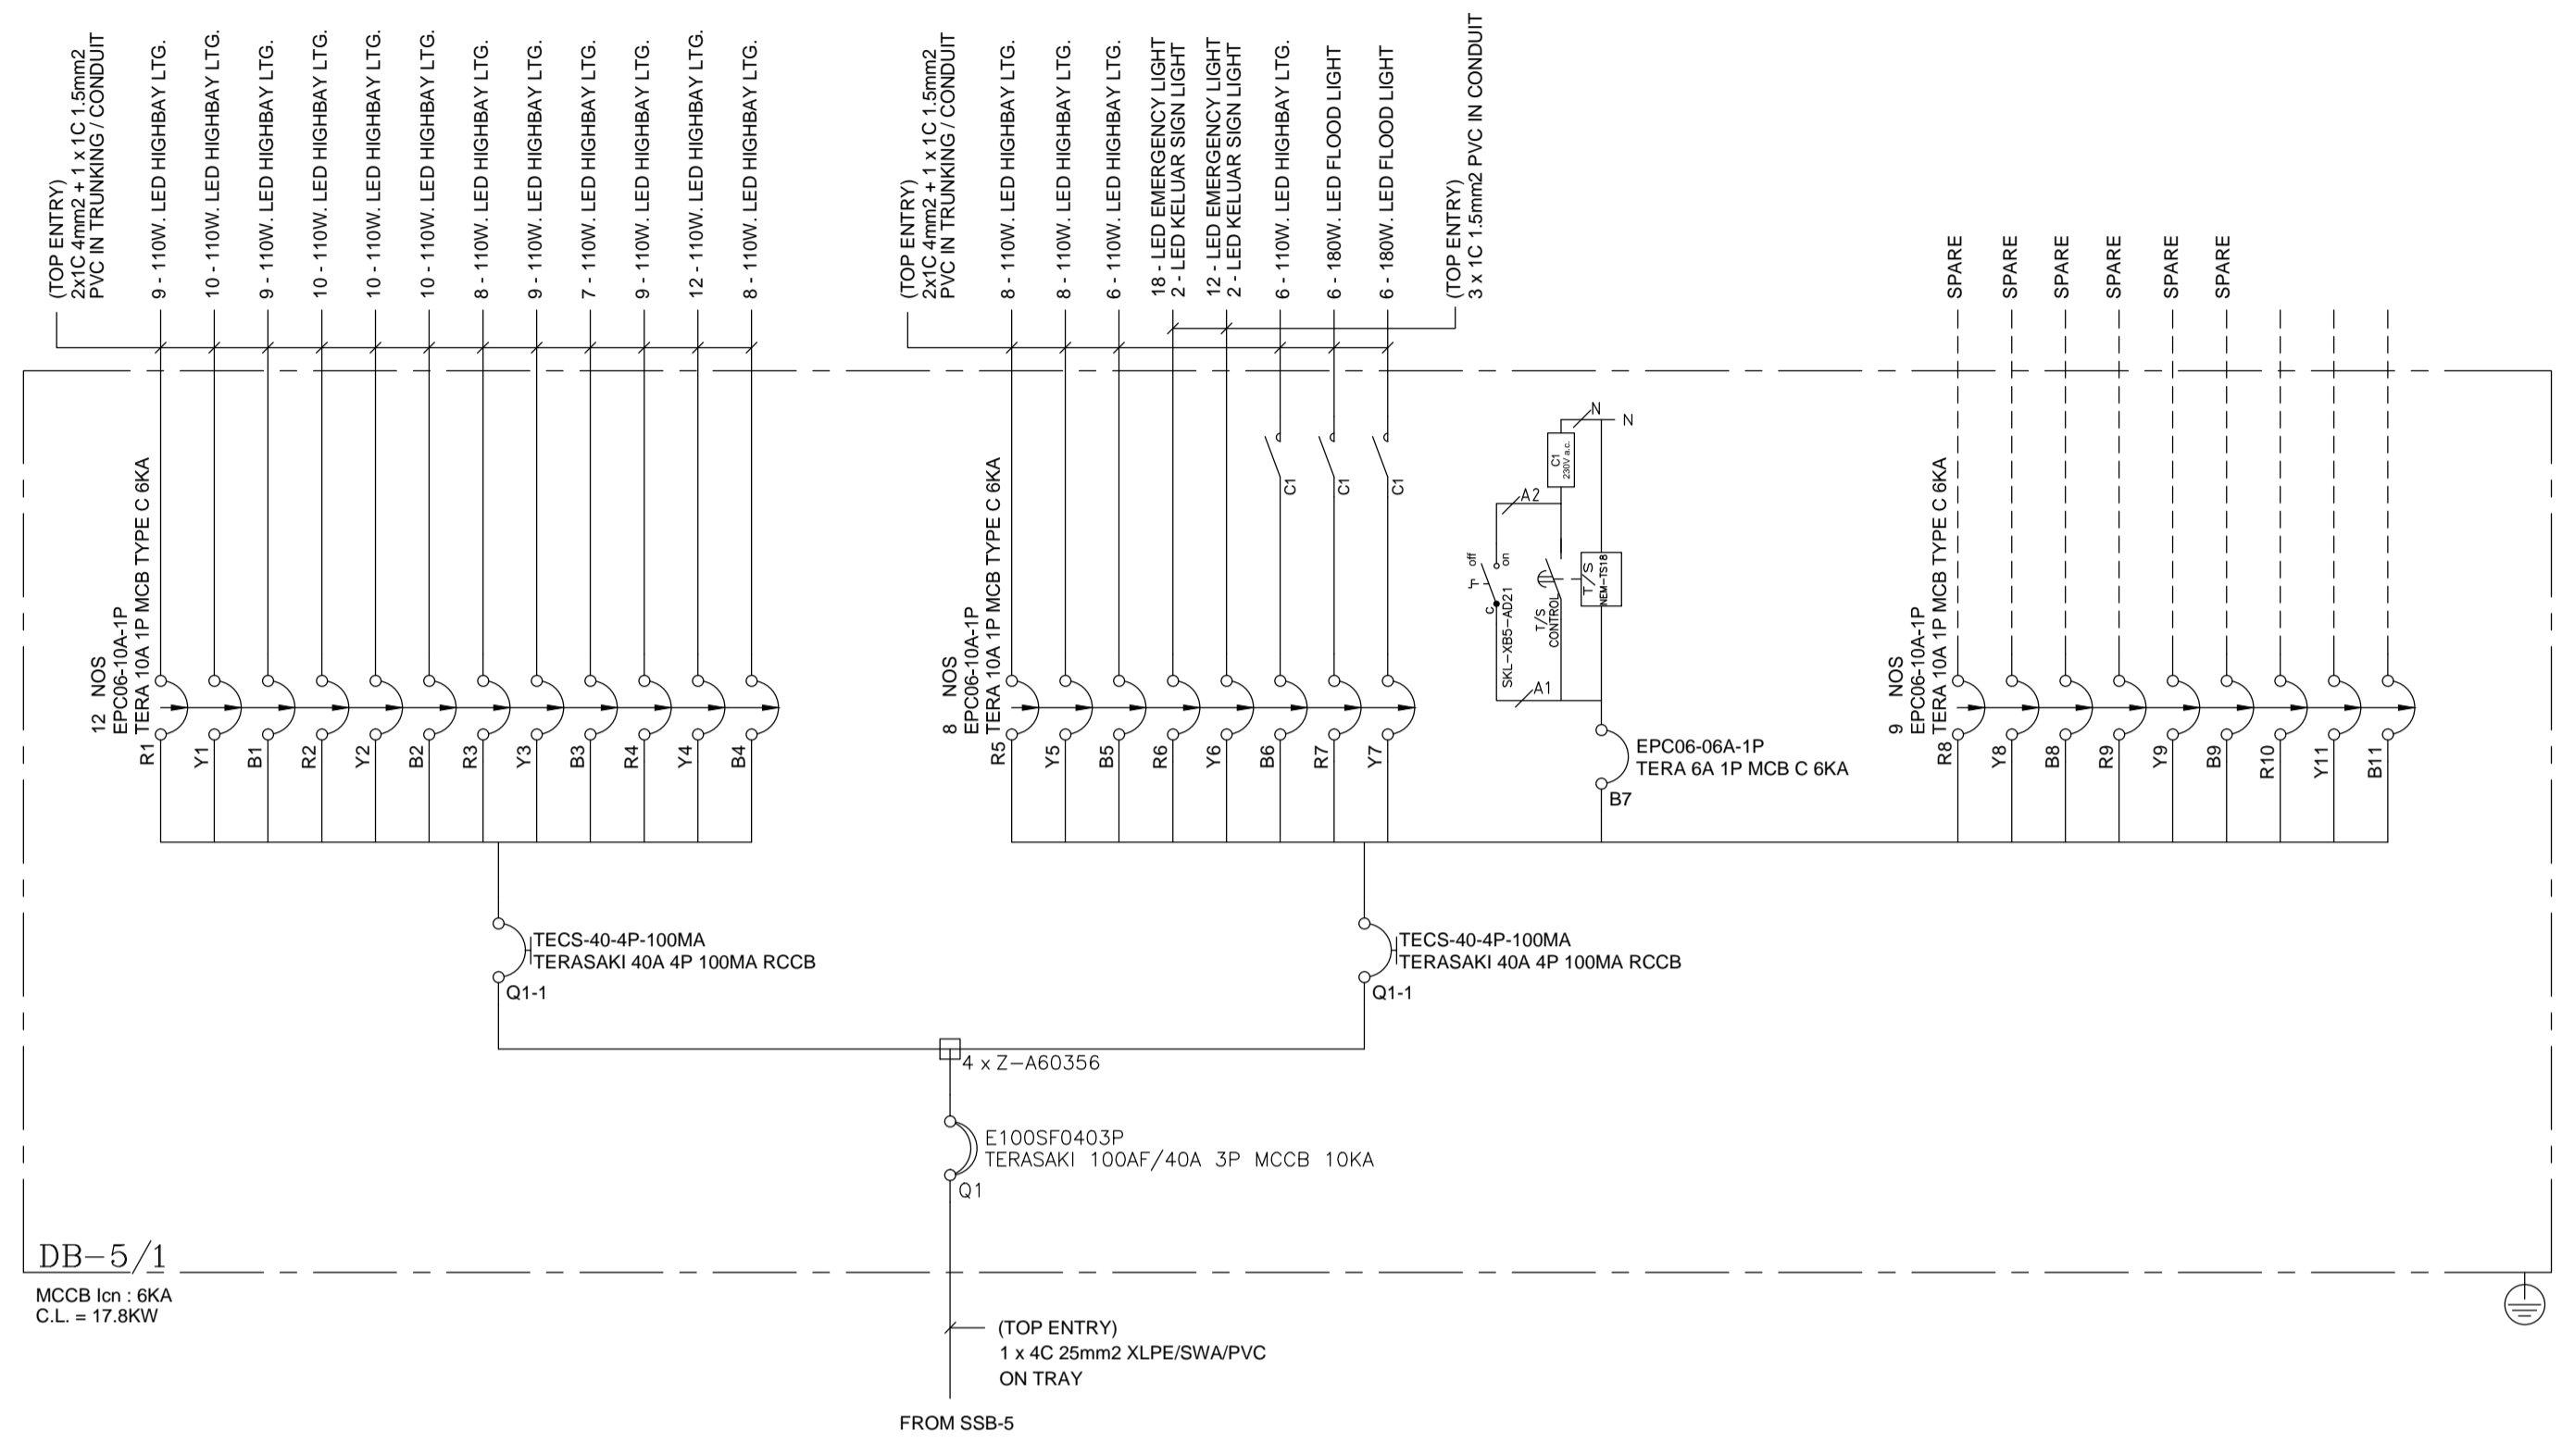 (TOP ENTRY)
2x1C 4mm2 + 1 x 1C 1.5mm2
PVC IN TRUNKING / CONDUIT
9 - 110W. LED HIGHBAY LTG.
10 - 110W. LED HIGHBAY LTG.
9 - 110W. LED HIGHBAY LTG.
10 - 110W. LED HIGHBAY LTG.
10 - 110W. LED HIGHBAY LTG.
10 - 110W. LED HIGHBAY LTG.
8 - 110W. LED HIGHBAY LTG.
9 - 110W. LED HIGHBAY LTG.
7 - 110W. LED HIGHBAY LTG.
9 - 110W. LED HIGHBAY LTG.
12 - 110W. LED HIGHBAY LTG.
8 - 110W. LED HIGHBAY LTG.
(TOP ENTRY)
2x1C 4mm2 + 1 x 1C 1.5mm2
PVC IN TRUNKING / CONDUIT
8 - 110W. LED HIGHBAY LTG.
8 - 110W. LED HIGHBAY LTG.
6 - 110W. LED HIGHBAY LTG.
18 - LED EMERGENCY LIGHT
2 - LED KELUAR SIGN LIGHT
12 - LED EMERGENCY LIGHT
2 - LED KELUAR SIGN LIGHT
6 - 110W. LED HIGHBAY LTG.
6 - 180W. LED FLOOD LIGHT
6 - 180W. LED FLOOD LIGHT
(TOP ENTRY)
3 x 1C 1.5mm2 PVC IN CONDUIT
SPARE
SPARE
SPARE
SPARE
SPARE
SPARE
12 NOS
EPC06-10A-1P
TERA 10A 1P MCB TYPE C 6KA
R1
Y1
B1
R2
Y2
B2
R3
Y3
B3
R4
Y4
B4
8 NOS
EPC06-10A-1P
TERA 10A 1P MCB TYPE C 6KA
R5
Y5
B5
R6
Y6
B6
R7
Y7
C1
C1
C1
N
N
C1
230V a.c.
A2
off
on
C
SKL-XB5-AD21
T/S
CONTROL
T/S
NEM-TS18
A1
EPC06-06A-1P
TERA 6A 1P MCB C 6KA
B7
9 NOS
EPC06-10A-1P
TERA 10A 1P MCB TYPE C 6KA
R8
Y8
B8
R9
Y9
B9
R10
Y11
B11
TECS-40-4P-100MA
TERASAKI 40A 4P 100MA RCCB
Q1-1
TECS-40-4P-100MA
TERASAKI 40A 4P 100MA RCCB
Q1-1
4 x Z-A60356
E100SF0403P
TERASAKI 100AF/40A 3P MCCB 10KA
Q1
DB-5/1
MCCB Icn : 6KA
C.L. = 17.8KW
(TOP ENTRY)
1 x 4C 25mm2 XLPE/SWA/PVC
ON TRAY
FROM SSB-5